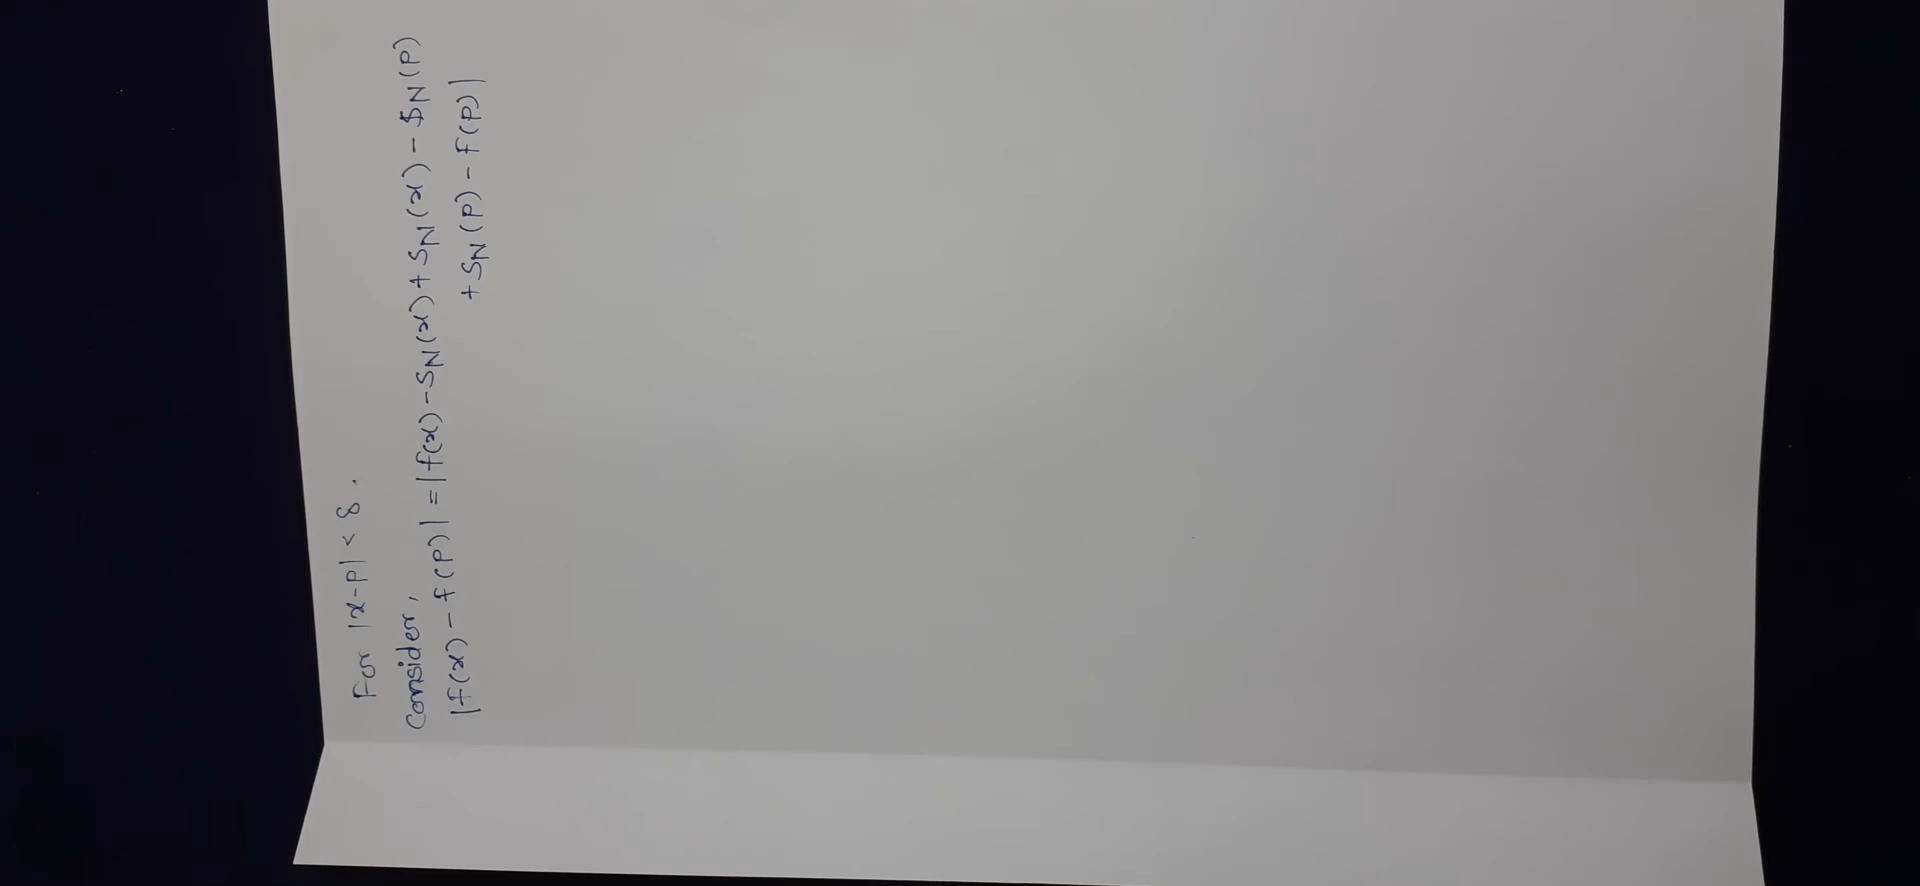 For |x-p| < δ.
Consider,
|f(x) - f(p)| = | f(x) - SN(x) + SN(x) - SN(p)
+ SN(p) - f(p)|